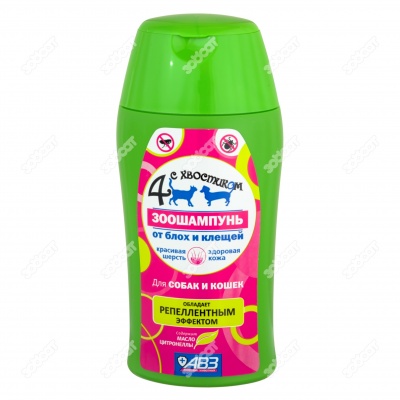 4 с хвостиком
ЗООШАМПУНЬ
от блох и клещей
красивая шерсть
здоровая кожа
Для СОБАК И КОШЕК
ОБЛАДАЕТ
РЕПЕЛЛЕНТНЫМ
ЭФФЕКТОМ
Содержит
МАСЛО
ЦИТРОНЕЛЛЫ
АВЗ